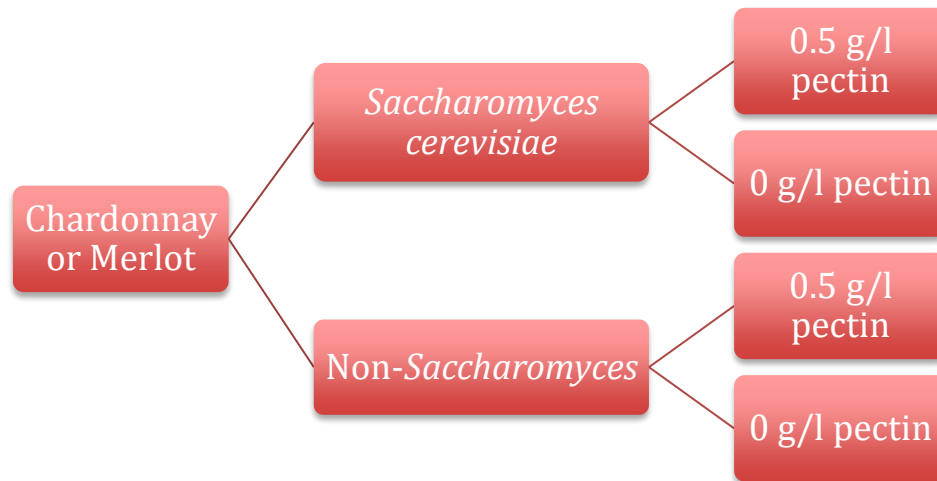 Chardonnay
or Merlot
Saccharomyces
cerevisiae
Non-Saccharomyces
0.5 g/l
pectin
0 g/l pectin
0.5 g/l
pectin
0 g/l pectin